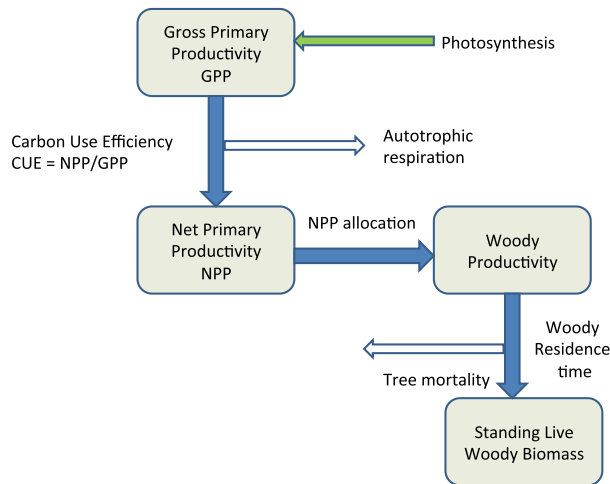 Gross Primary
Productivity
GPP
Photosynthesis
Carbon Use Efficiency
CUE = NPP/GPP
Autotrophic
respiration
Net Primary
Productivity
NPP
NPP allocation
Woody
Productivity
Woody
Residence
time
Tree mortality
Standing Live
Woody Biomass